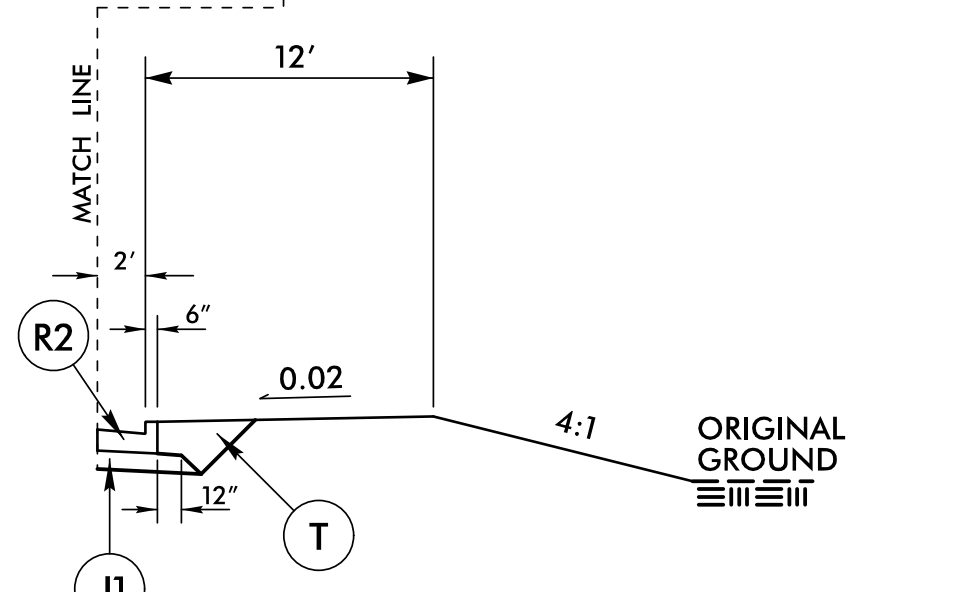 12'
MATCH LINE
2'
6"
R2
0.02
4:1
ORIGINAL
GROUND
12"
T
J1